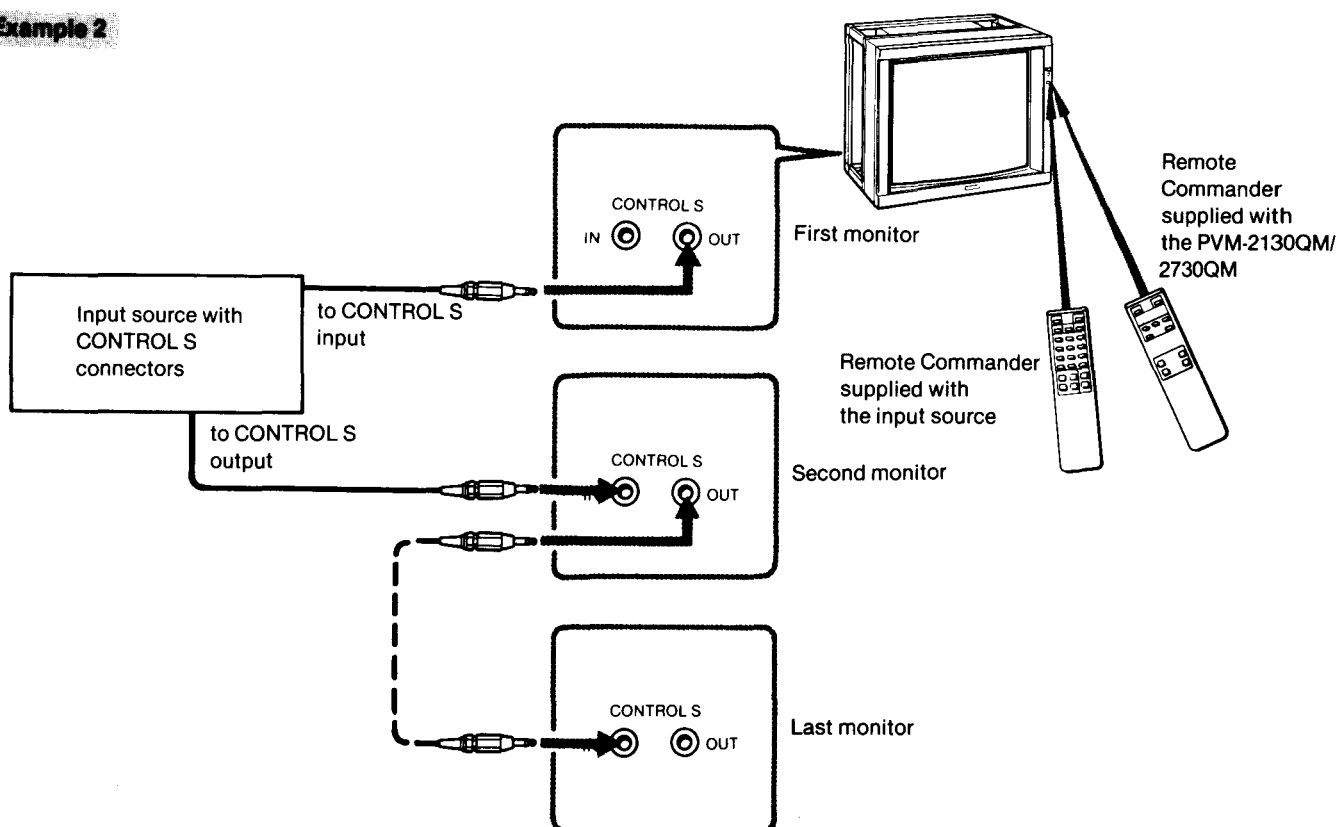 Example 2
CONTROL S
IN
OUT
First monitor
Remote
Commander
supplied with
the PVM-2130QM/
2730QM
Input source with
CONTROL S
connectors
to CONTROL S
input
Remote Commander
supplied with
the input source
to CONTROL S
output
CONTROL S
OUT
Second monitor
CONTROL S
OUT
Last monitor